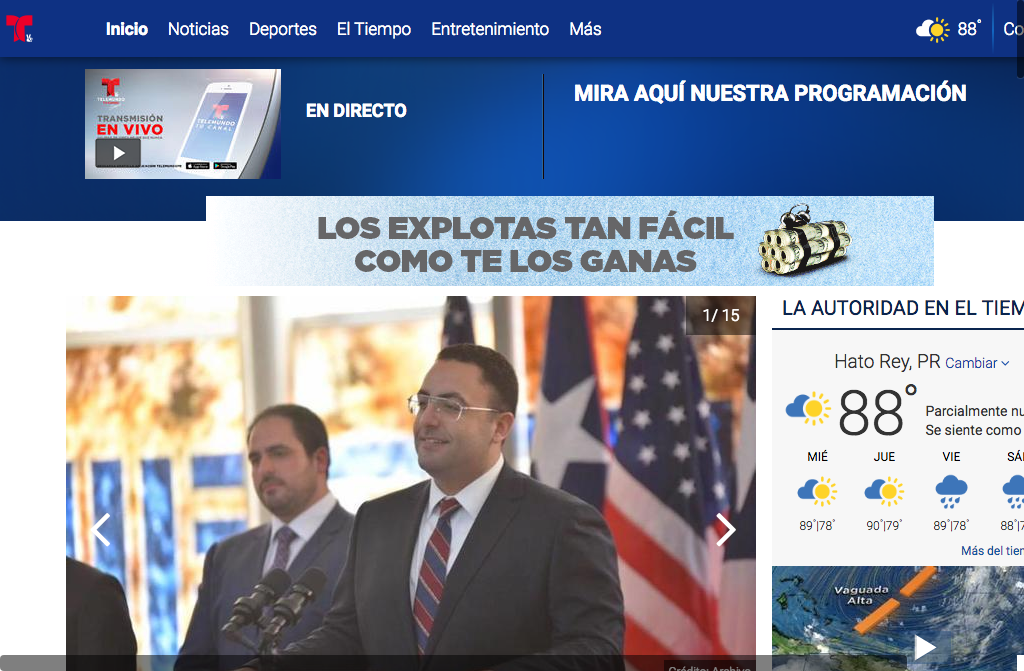 Inicio Noticias Deportes El Tiempo Entretenimiento Más 88°
TELEMUNDO
TRANSMISIÓN
EN VIVO
TELEMUNDO
TU CANAL
EN DIRECTO
MIRA AQUÍ NUESTRA PROGRAMACIÓN
LOS EXPLOTAS TAN FÁCIL
COMO TE LOS GANAS
1/ 15
LA AUTORIDAD EN EL TIEM
Hato Rey, PR Cambiar
88°
Parcialmente nu
Se siente como
MIÉ JUE VIE SÁ
89°|78° 90°|79° 89°|78° 88°|7
Más del tien
Vaguada
Alta
Crédito: Archivo